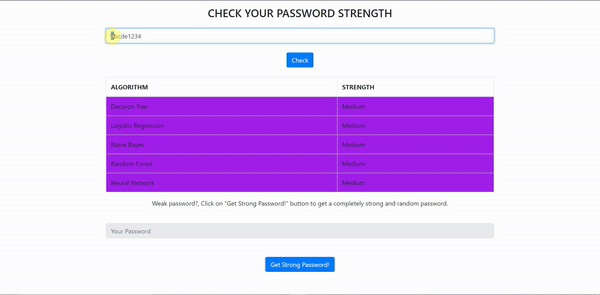 CHECK YOUR PASSWORD STRENGTH
abcde1234
Check
ALGORITHM STRENGTH
Decision Tree Medium
Logistic Regression Medium
Naive Bayes Medium
Random Forest Medium
Neural Network Medium
Weak password?, Click on "Get Strong Password!" button to get a completely strong and random password.
Your Password
Get Strong Password!